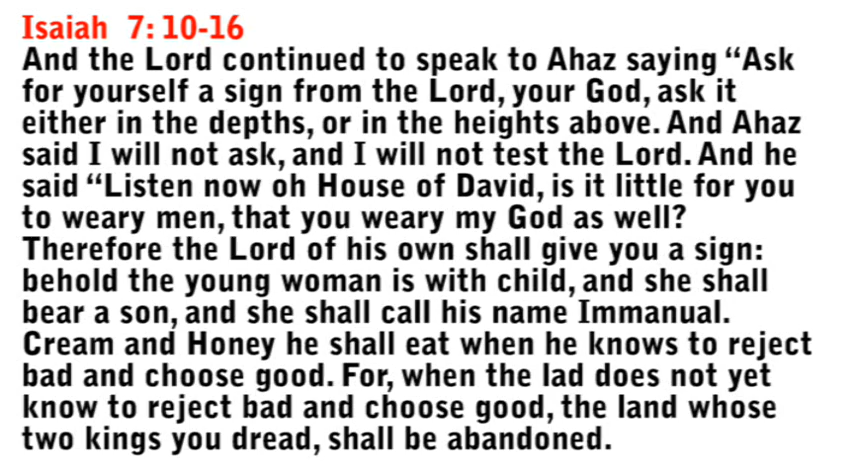 Isaiah 7: 10-16
And the Lord continued to speak to Ahaz saying “Ask
for yourself a sign from the Lord, your God, ask it
either in the depths, or in the heights above. And Ahaz
said I will not ask, and I will not test the Lord. And he
said “Listen now oh House of David, is it little for you
to weary men, that you weary my God as well?
Therefore the Lord of his own shall give you a sign:
behold the young woman is with child, and she shall
bear a son, and she shall call his name Immanual.
Cream and Honey he shall eat when he knows to reject
bad and choose good. For, when the lad does not yet
know to reject bad and choose good, the land whose
two kings you dread, shall be abandoned.